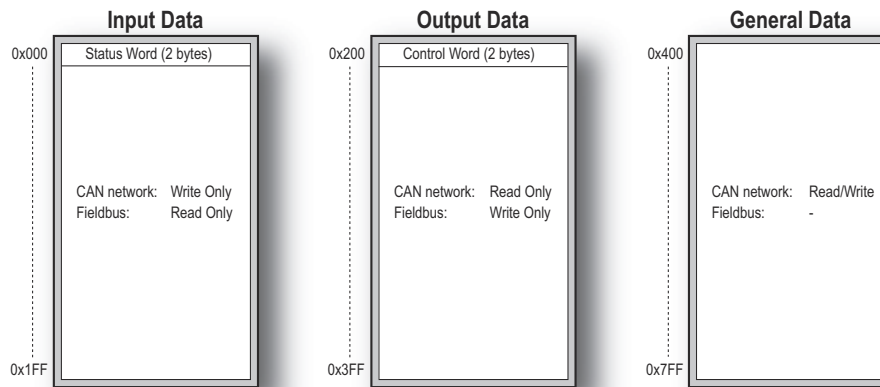 Input Data
0x000
Status Word (2 bytes)
CAN network: Write Only
Fieldbus: Read Only
0x1FF
Output Data
0x200
Control Word (2 bytes)
CAN network: Read Only
Fieldbus: Write Only
0x3FF
General Data
0x400
CAN network: Read/Write
Fieldbus: -
0x7FF